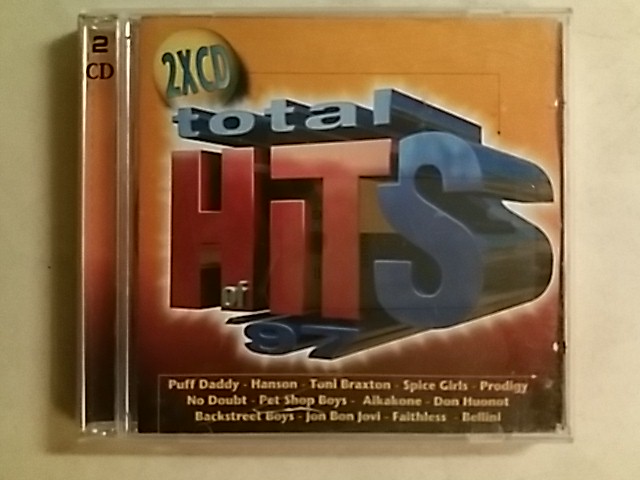 2
CD
2XCD
total
HiTS
of
97
Puff Daddy - Hanson - Toni Braxton - Spice Girls - Prodigy
No Doubt - Pet Shop Boys - Aikakone - Don Huonot
Backstreet Boys - Jon Bon Jovi - Faithless - Bellini